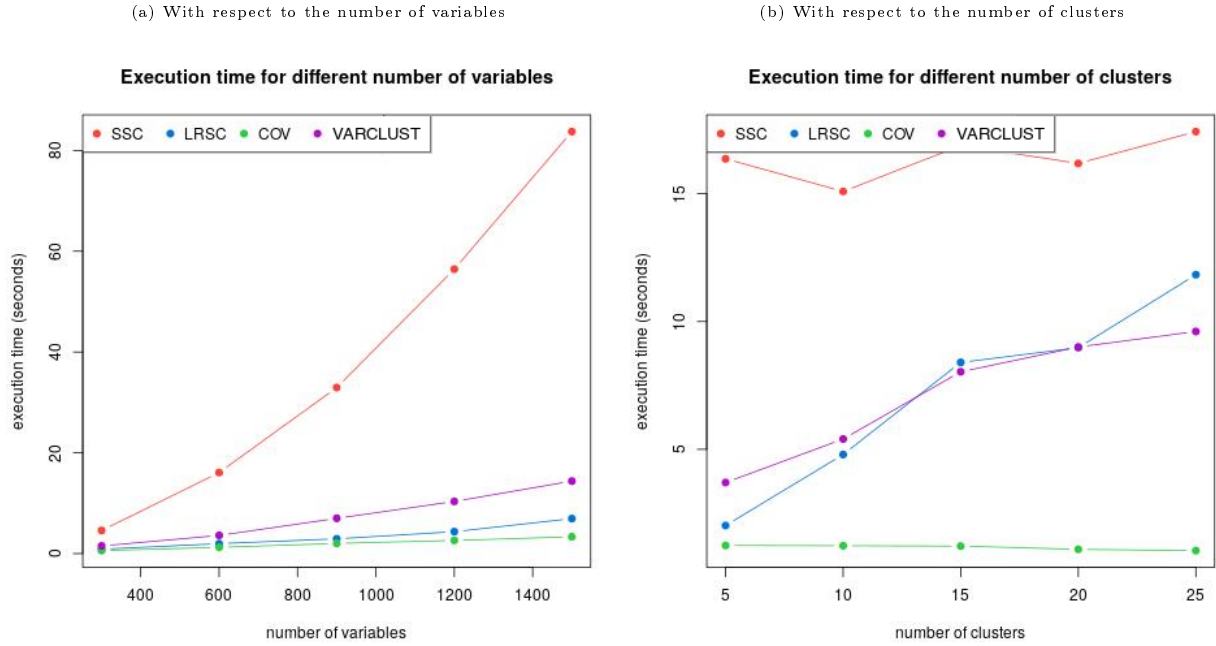 (a) With respect to the number of variables
Execution time for different number of variables
SSC LRSC COV VARCLUST
execution time (seconds)
80
60
40
20
0
400 600 800 1000 1200 1400
number of variables
(b) With respect to the number of clusters
Execution time for different number of clusters
SSC LRSC COV VARCLUST
execution time (seconds)
15
10
5
5 10 15 20 25
number of clusters